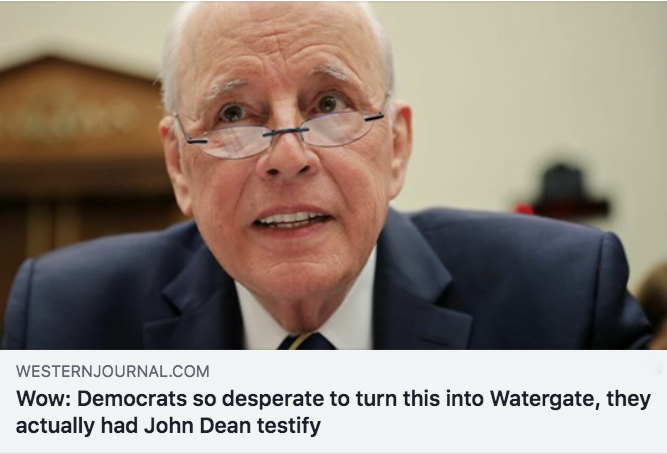 WESTERNJOURNAL.COM
Wow: Democrats so desperate to turn this into Watergate, they
actually had John Dean testify